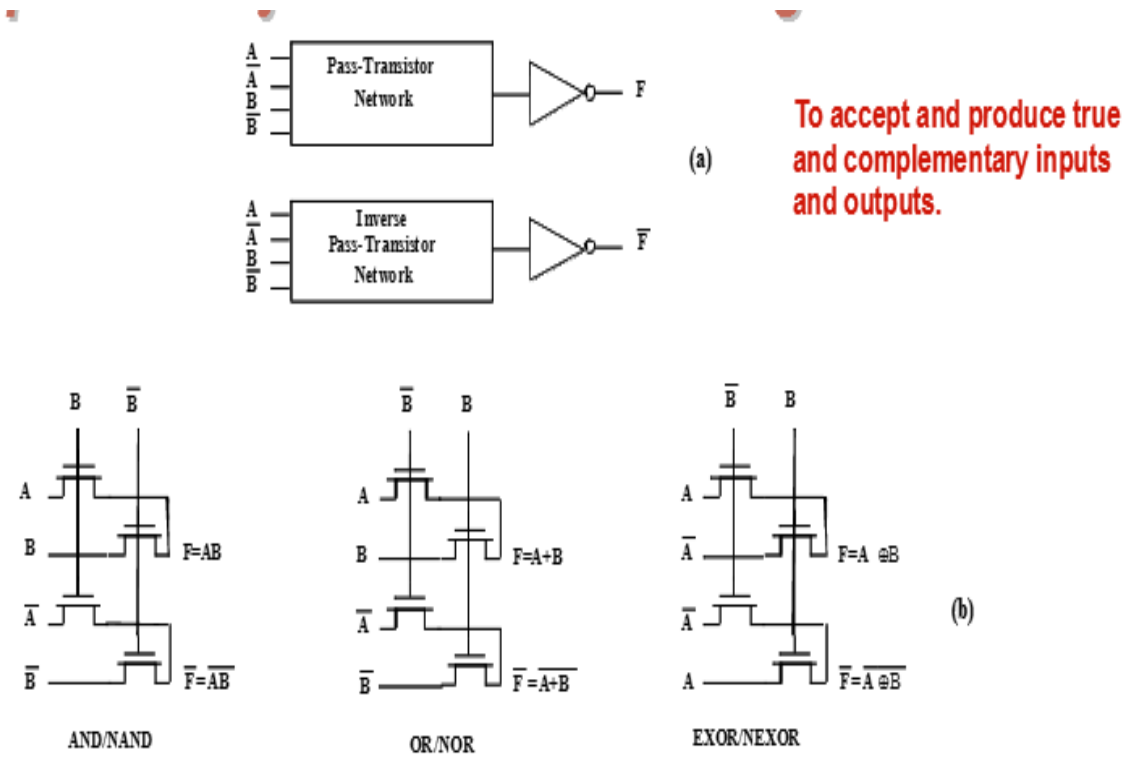 A
A̅
B
B̅
Pass-Transistor
Network
F
To accept and produce true
and complementary inputs
and outputs.
(a)
A
A̅
B
B̅
Inverse
Pass-Transistor
Network
F̅
B B̅
A
B
F=AB
A̅
B̅
F̅=A̅B̅
AND/NAND
B̅ B
A
B
F=A+B
A̅
B̅
F̅ =A̅+̅B̅
OR/NOR
B̅ B
A
A̅
F=A ⊕B
A̅
A
F̅=A̅ ⊕̅B̅
EXOR/NEXOR
(b)